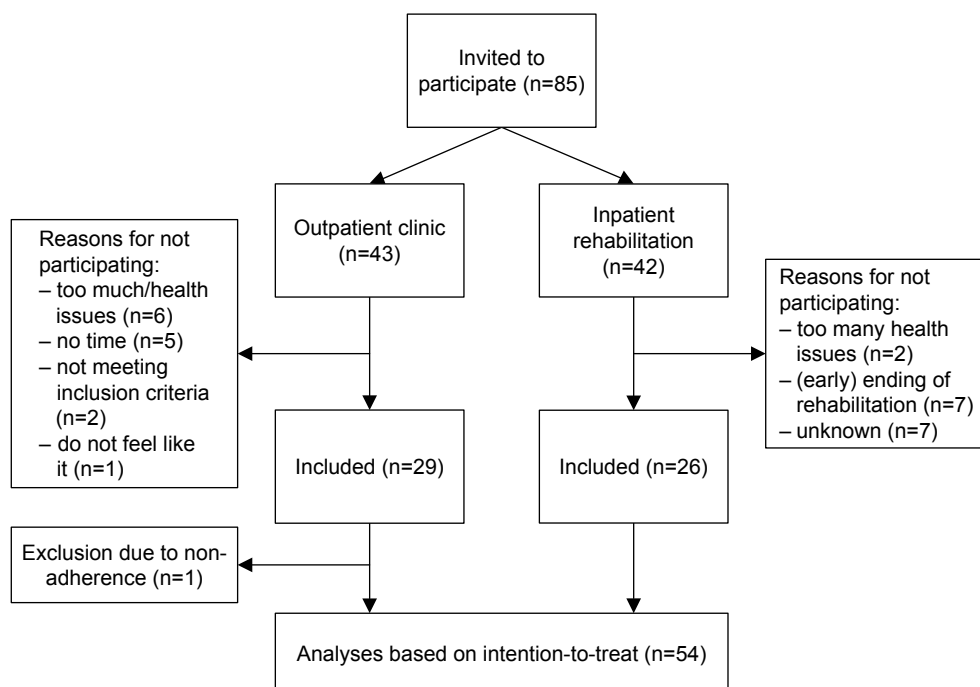 Invited to
participate (n=85)
Outpatient clinic
(n=43)
Inpatient
rehabilitation
(n=42)
Reasons for not
participating:
– too much/health
issues (n=6)
– no time (n=5)
– not meeting
inclusion criteria
(n=2)
– do not feel like
it (n=1)
Reasons for not
participating:
– too many health
issues (n=2)
– (early) ending of
rehabilitation (n=7)
– unknown (n=7)
Included (n=29)
Included (n=26)
Exclusion due to non-
adherence (n=1)
Analyses based on intention-to-treat (n=54)